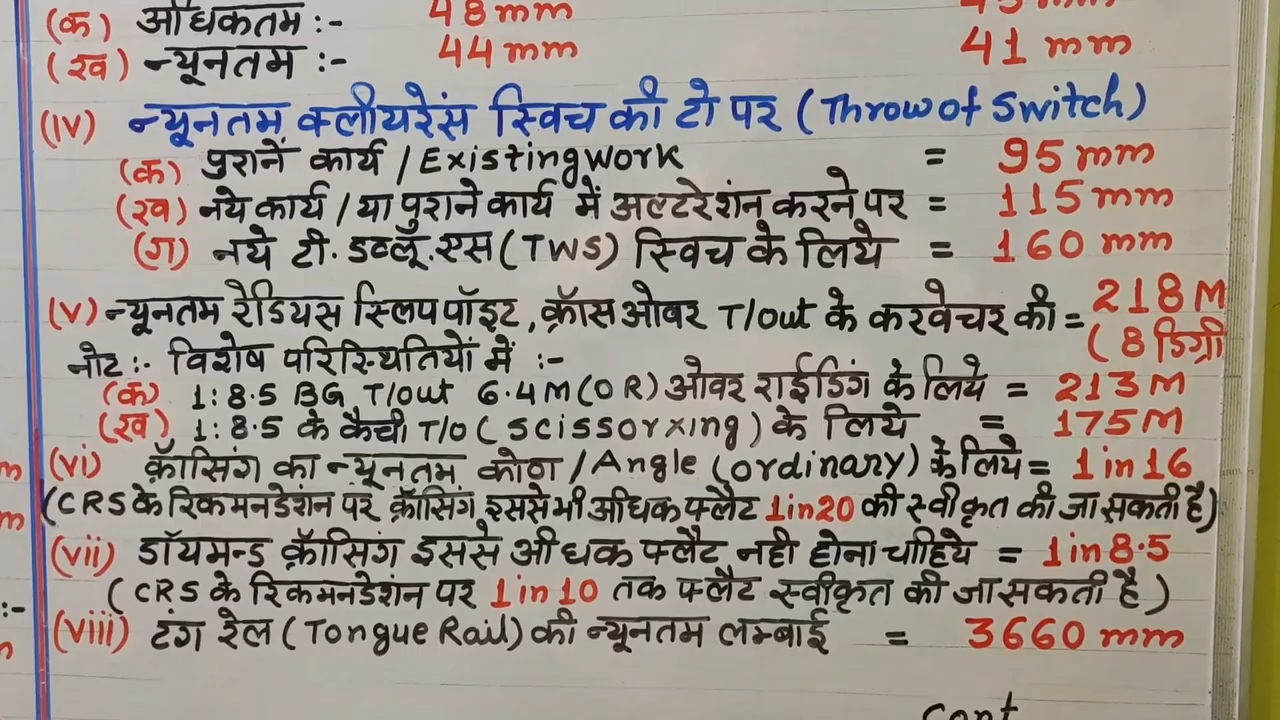 (क) अधिकतम :- 48 mm
(ख) न्यूनतम :- 44 mm 41 mm
(IV) न्यूनतम क्लीयरेंस स्विच की टो पर (Throw of Switch)
(क) पुराने कार्य / Existing work = 95 mm
(ख) नये कार्य / या पुराने कार्य में अल्टरेशन करने पर = 115 mm
(ग) नये टी. डब्लू. एस (TWS) स्विच के लिये = 160 mm
(V) न्यूनतम रेडियस स्लिप पॉइट, क्रॉस ओवर T/out के करवेचर की = 218 M
(8 डिग्री
नोट :- विशेष परिस्थितियों में :-
(क) 1:8.5 BG T/out 6.4M (OR) ओवर राईडिंग के लिये = 213 M
(ख) 1:8.5 के कैची T/O (Scissorxing) के लिये = 175 M
(vi) क्रॉसिंग का न्यूनतम कोण / Angle (ordinary) के लिये = 1 in 16
(CRS के रिकमनडेशन पर क्रॉसिंग इससे भी अधिक फ्लैट 1in20 की स्वीकृत की जा सकती है)
(vii) डॉयमन्ड क्रॉसिंग इससे अधिक फ्लैट नही होना चाहिये = 1 in 8.5
(CRS के रिकमनडेशन पर 1 in 10 तक फ्लैट स्वीकृत की जा सकती है)
(viii) टंग रेल (Tongue Rail) की न्यूनतम लम्बाई = 3660 mm